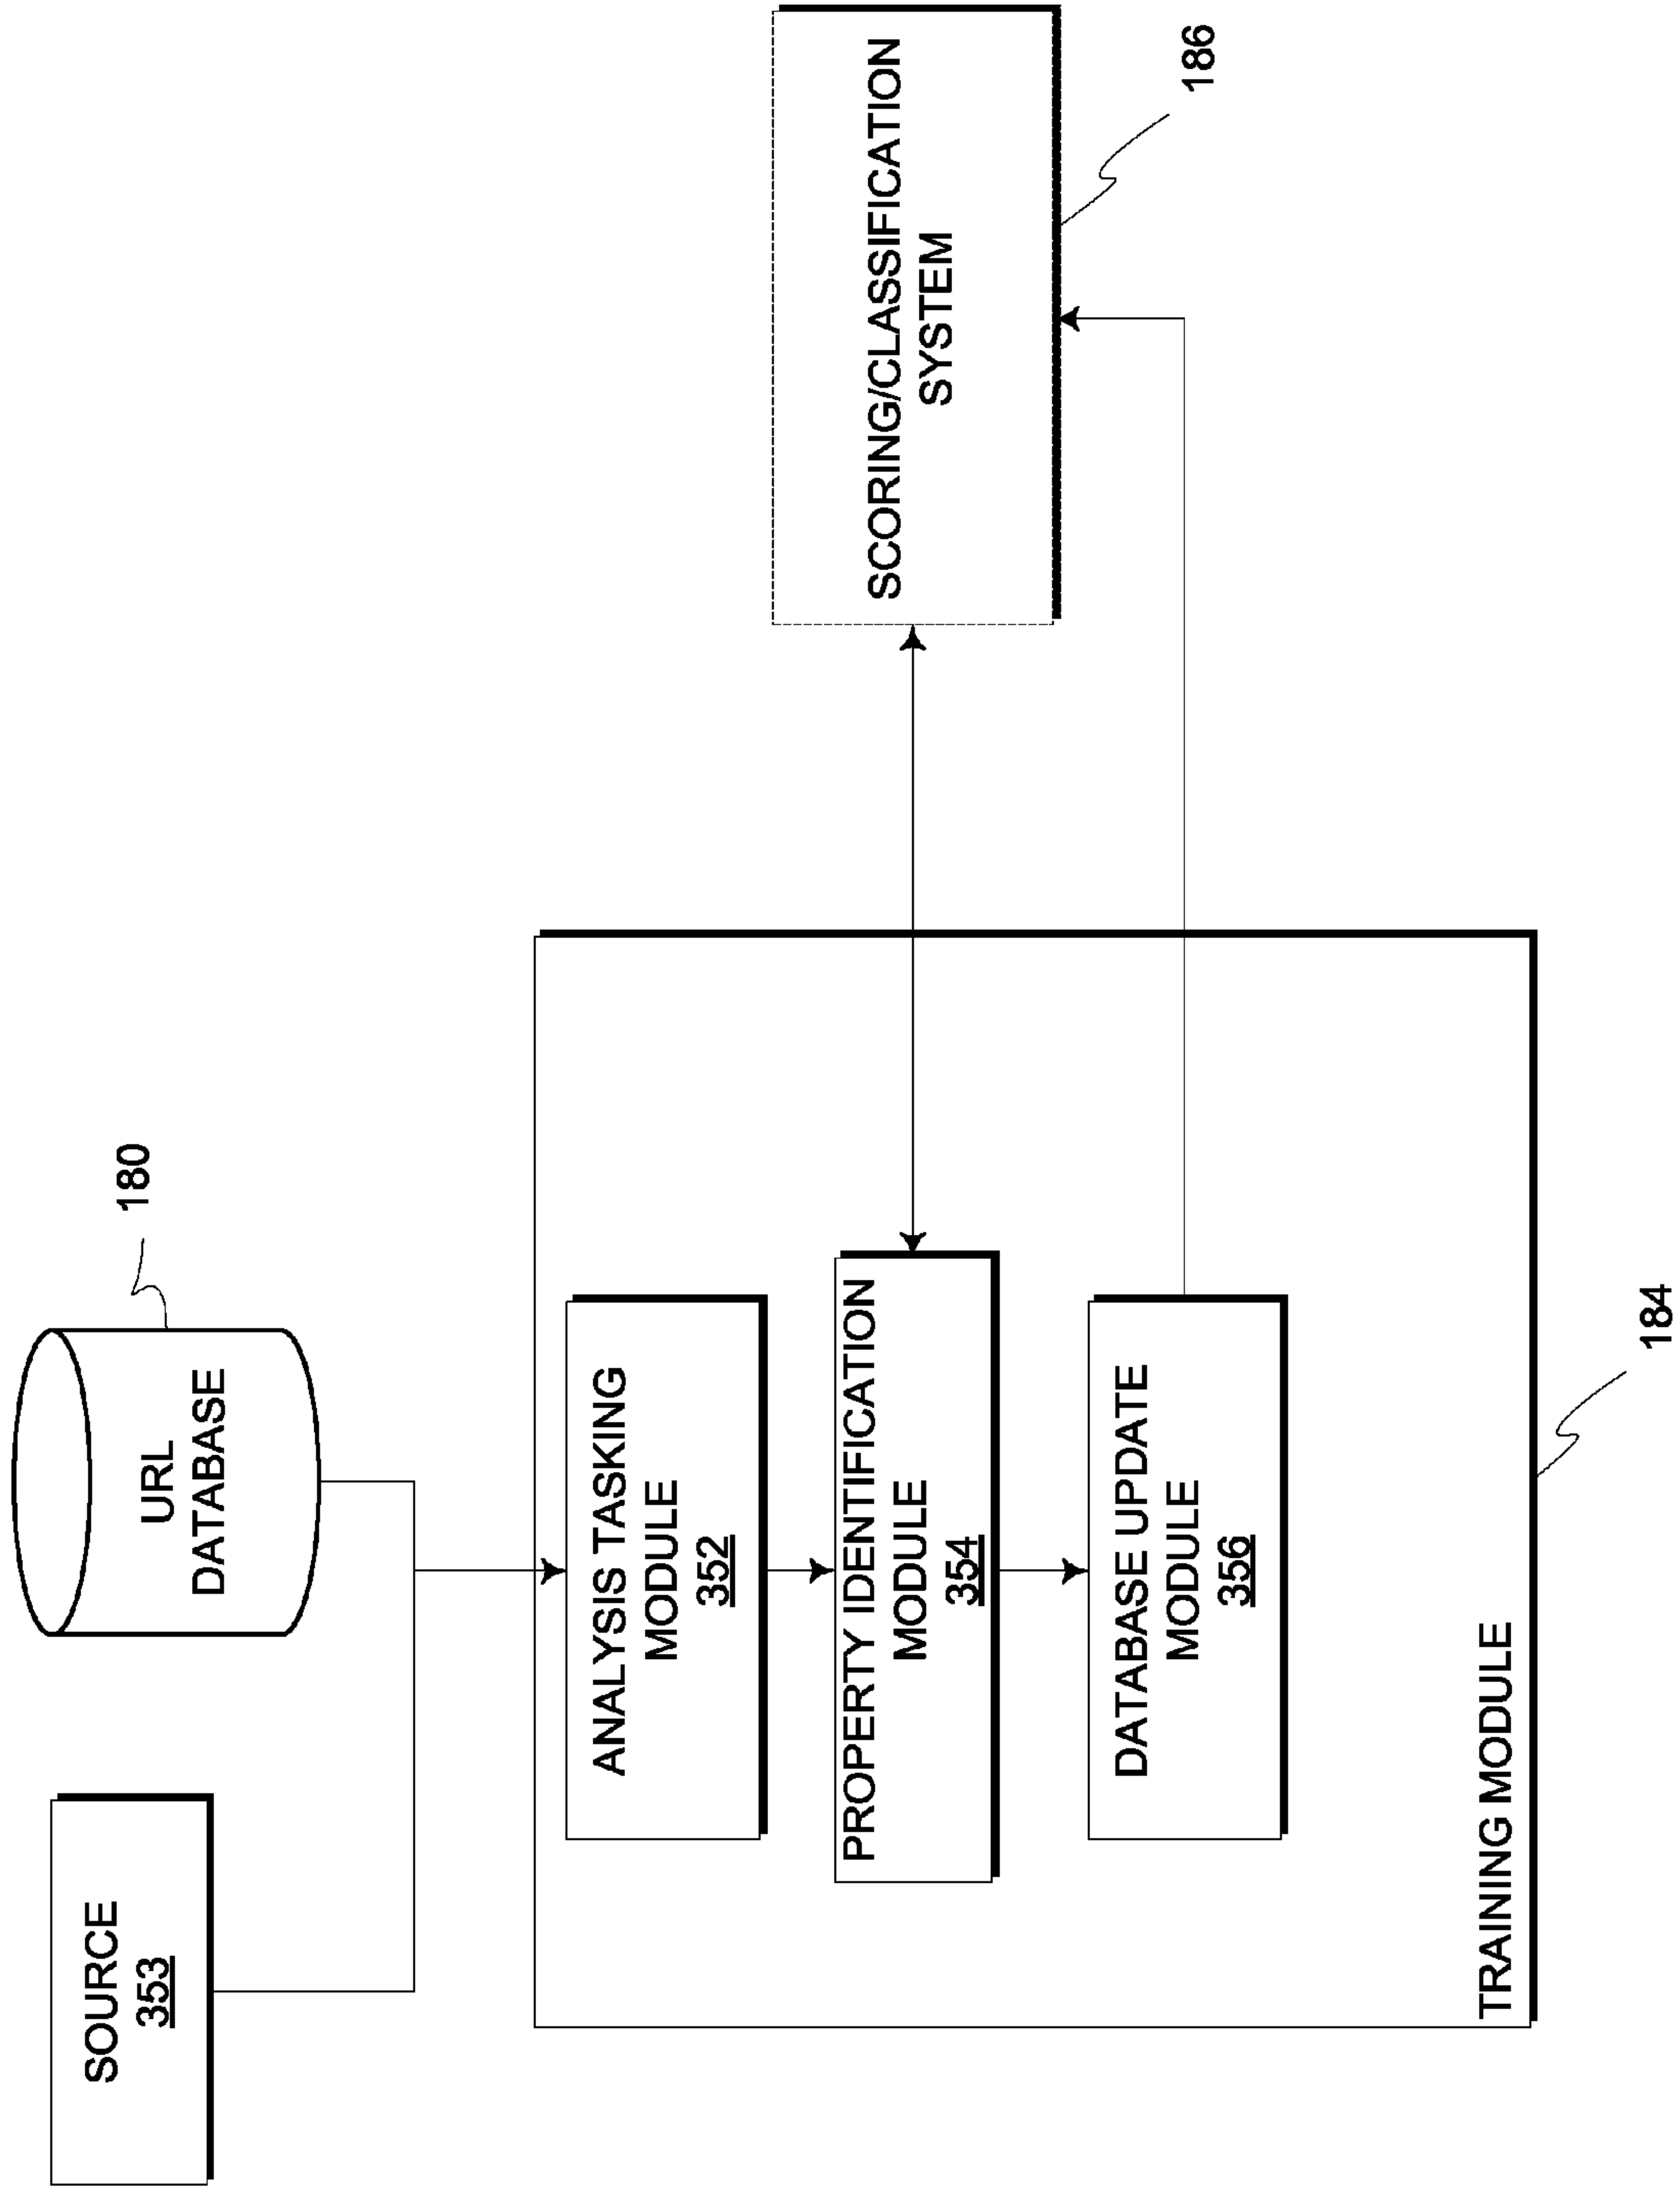 SOURCE
353
URL
DATABASE
180
ANALYSIS TASKING
MODULE
352
PROPERTY IDENTIFICATION
MODULE
354
DATABASE UPDATE
MODULE
356
TRAINING MODULE
184
SCORING/CLASSIFICATION
SYSTEM
186